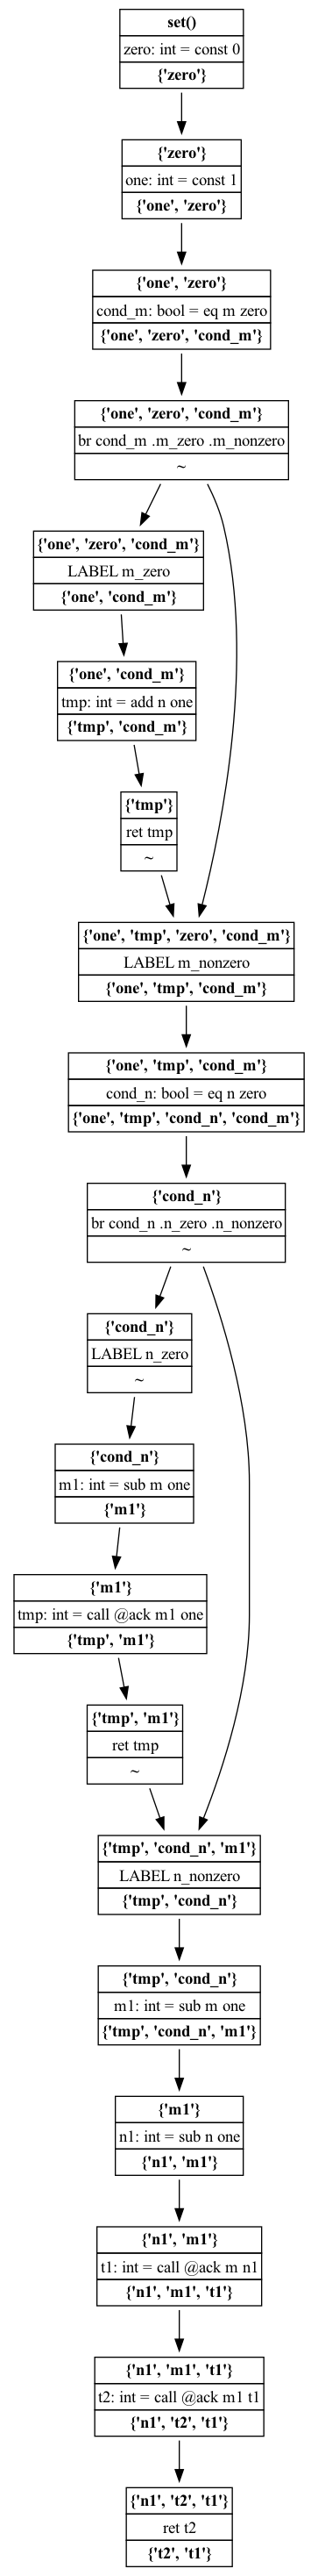 set()
zero: int = const 0
{'zero'}
{'zero'}
one: int = const 1
{'one', 'zero'}
{'one', 'zero'}
cond_m: bool = eq m zero
{'one', 'zero', 'cond_m'}
{'one', 'zero', 'cond_m'}
br cond_m .m_zero .m_nonzero
~
{'one', 'zero', 'cond_m'}
LABEL m_zero
{'one', 'cond_m'}
{'one', 'cond_m'}
tmp: int = add n one
{'tmp', 'cond_m'}
{'tmp'}
ret tmp
~
{'one', 'tmp', 'zero', 'cond_m'}
LABEL m_nonzero
{'one', 'tmp', 'cond_m'}
{'one', 'tmp', 'cond_m'}
cond_n: bool = eq n zero
{'one', 'tmp', 'cond_n', 'cond_m'}
{'cond_n'}
br cond_n .n_zero .n_nonzero
~
{'cond_n'}
LABEL n_zero
~
{'cond_n'}
m1: int = sub m one
{'m1'}
{'m1'}
tmp: int = call @ack m1 one
{'tmp', 'm1'}
{'tmp', 'm1'}
ret tmp
~
{'tmp', 'cond_n', 'm1'}
LABEL n_nonzero
{'tmp', 'cond_n'}
{'tmp', 'cond_n'}
m1: int = sub m one
{'tmp', 'cond_n', 'm1'}
{'m1'}
n1: int = sub n one
{'n1', 'm1'}
{'n1', 'm1'}
t1: int = call @ack m n1
{'n1', 'm1', 't1'}
{'n1', 'm1', 't1'}
t2: int = call @ack m1 t1
{'n1', 't2', 't1'}
{'n1', 't2', 't1'}
ret t2
{'t2', 't1'}